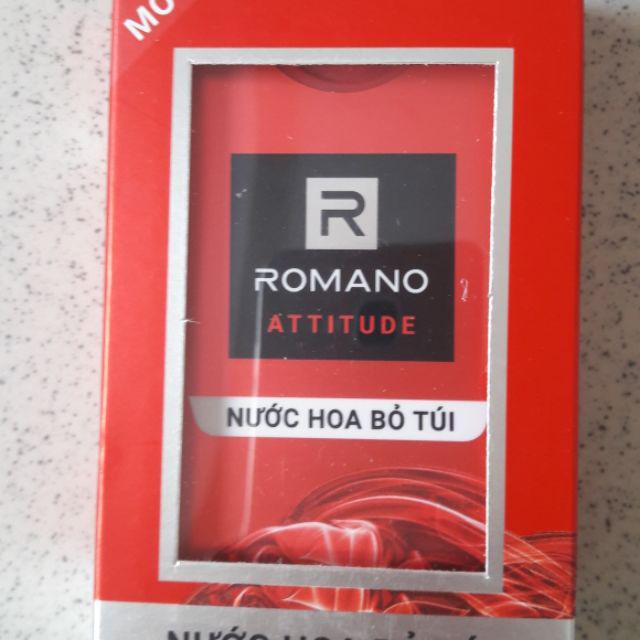 R
ROMANO
ATTITUDE
NƯỚC HOA BỎ TÚI